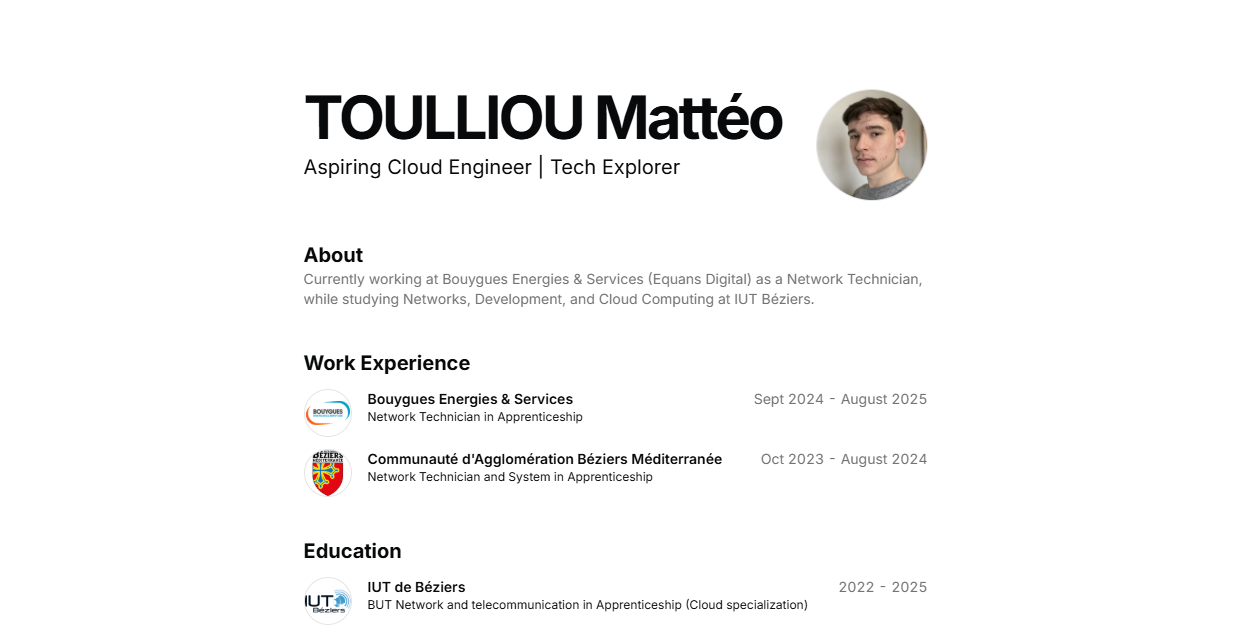 TOULLIOU Mattéo
Aspiring Cloud Engineer | Tech Explorer
About
Currently working at Bouygues Energies & Services (Equans Digital) as a Network Technician,
while studying Networks, Development, and Cloud Computing at IUT Béziers.
Work Experience
BOUYGUES
Bouygues Energies & Services
Sept 2024 - August 2025
Network Technician in Apprenticeship
BÉZIERS
MÉDITERRANÉE
Communauté d'Agglomération Béziers Méditerranée
Oct 2023 - August 2024
Network Technician and System in Apprenticeship
Education
IUT
Béziers
IUT de Béziers
2022 - 2025
BUT Network and telecommunication in Apprenticeship (Cloud specialization)